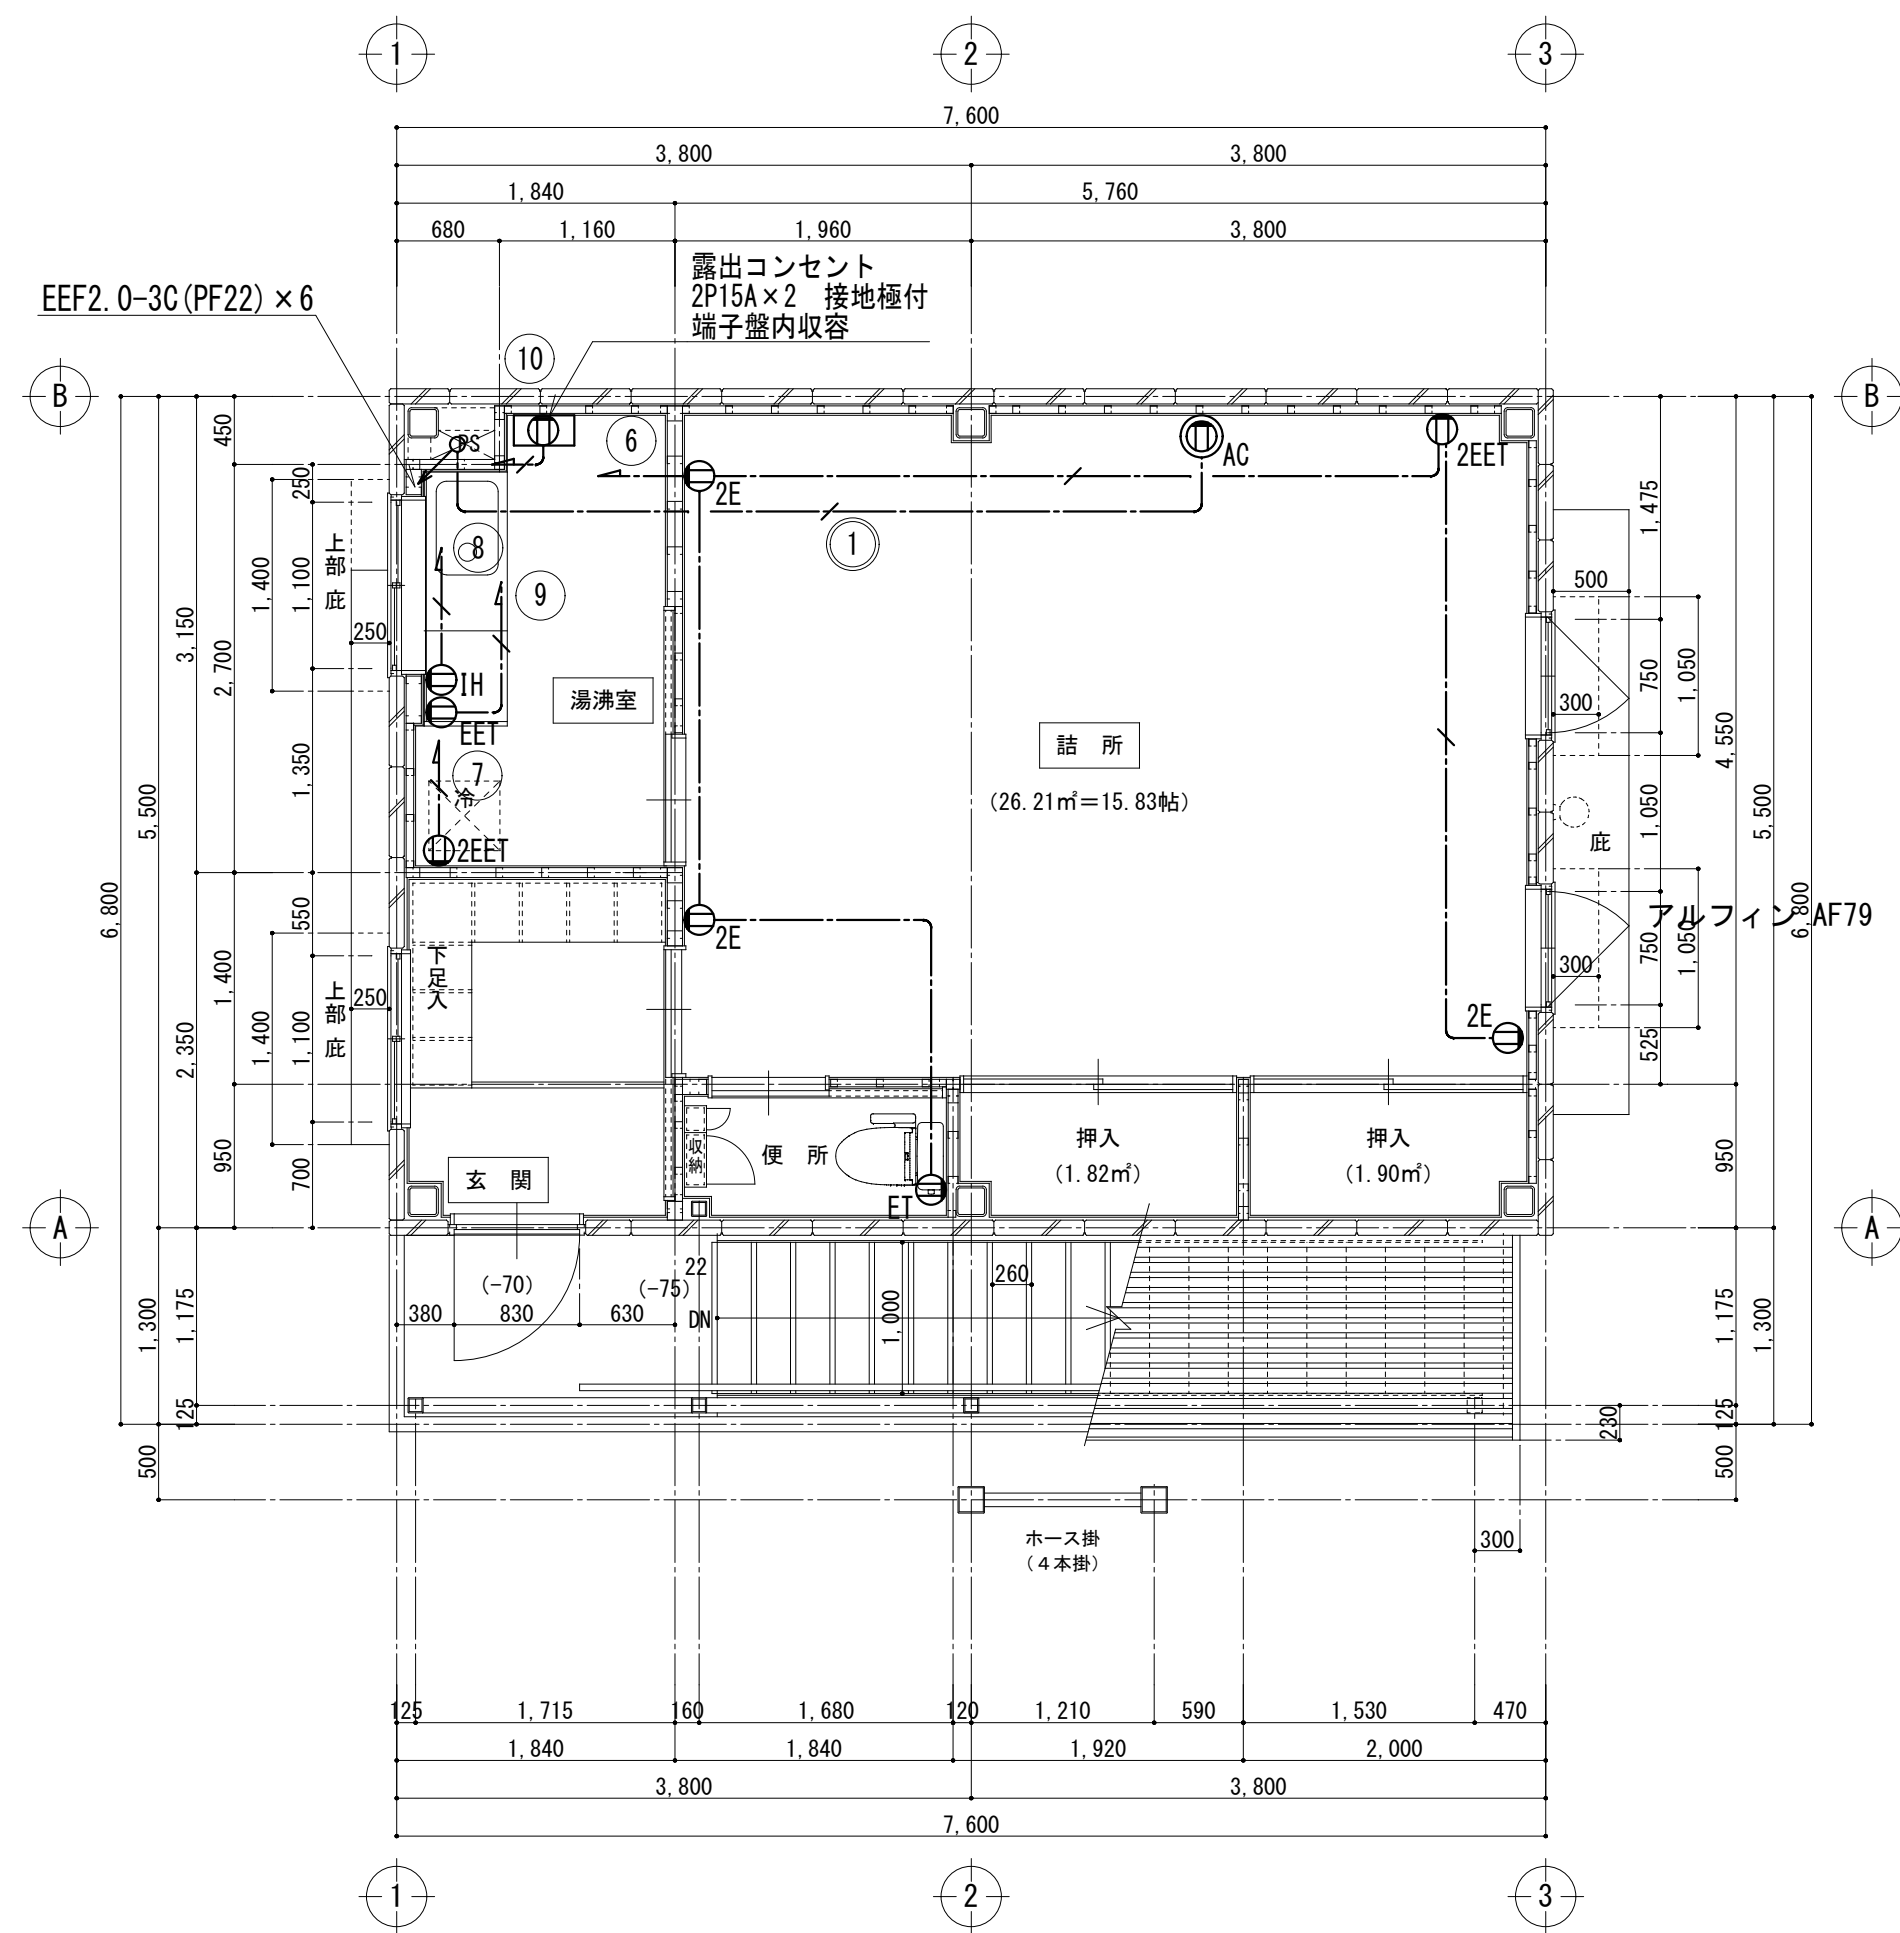 1
2
3
7,600
3,800
3,800
1,840
5,760
680
1,160
1,960
3,800
露出コンセント
2P15A×2 接地極付
端子盤内収容
EEF2.0-3C(PF22)×6
10
B
B
6
PS
AC
2EET
2E
1
8
9
IH
EET
7
冷
2EET
湯沸室
詰 所
(26.21㎡=15.83帖)
2E
2E
下足入
上部 庇
上部 庇
庇
アルフィン AF79
450
250
1,400
1,100
250
3,150
2,700
1,350
5,500
6,800
550
1,400
1,400
1,100
250
2,350
950
700
1,475
500
750
1,050
300
4,550
1,050
5,500
6,800
750
1,050
300
525
950
収納
便 所
ET
押入
(1.82㎡)
押入
(1.90㎡)
玄 関
A
A
(-70)
(-75)
22
DN
380
830
630
260
1,000
1,300
1,175
125
500
1,175
1,300
125
500
230
ホース掛
(4本掛)
300
125
1,715
160
1,680
120
1,210
590
1,530
470
1,840
1,840
1,920
2,000
3,800
3,800
7,600
1
2
3